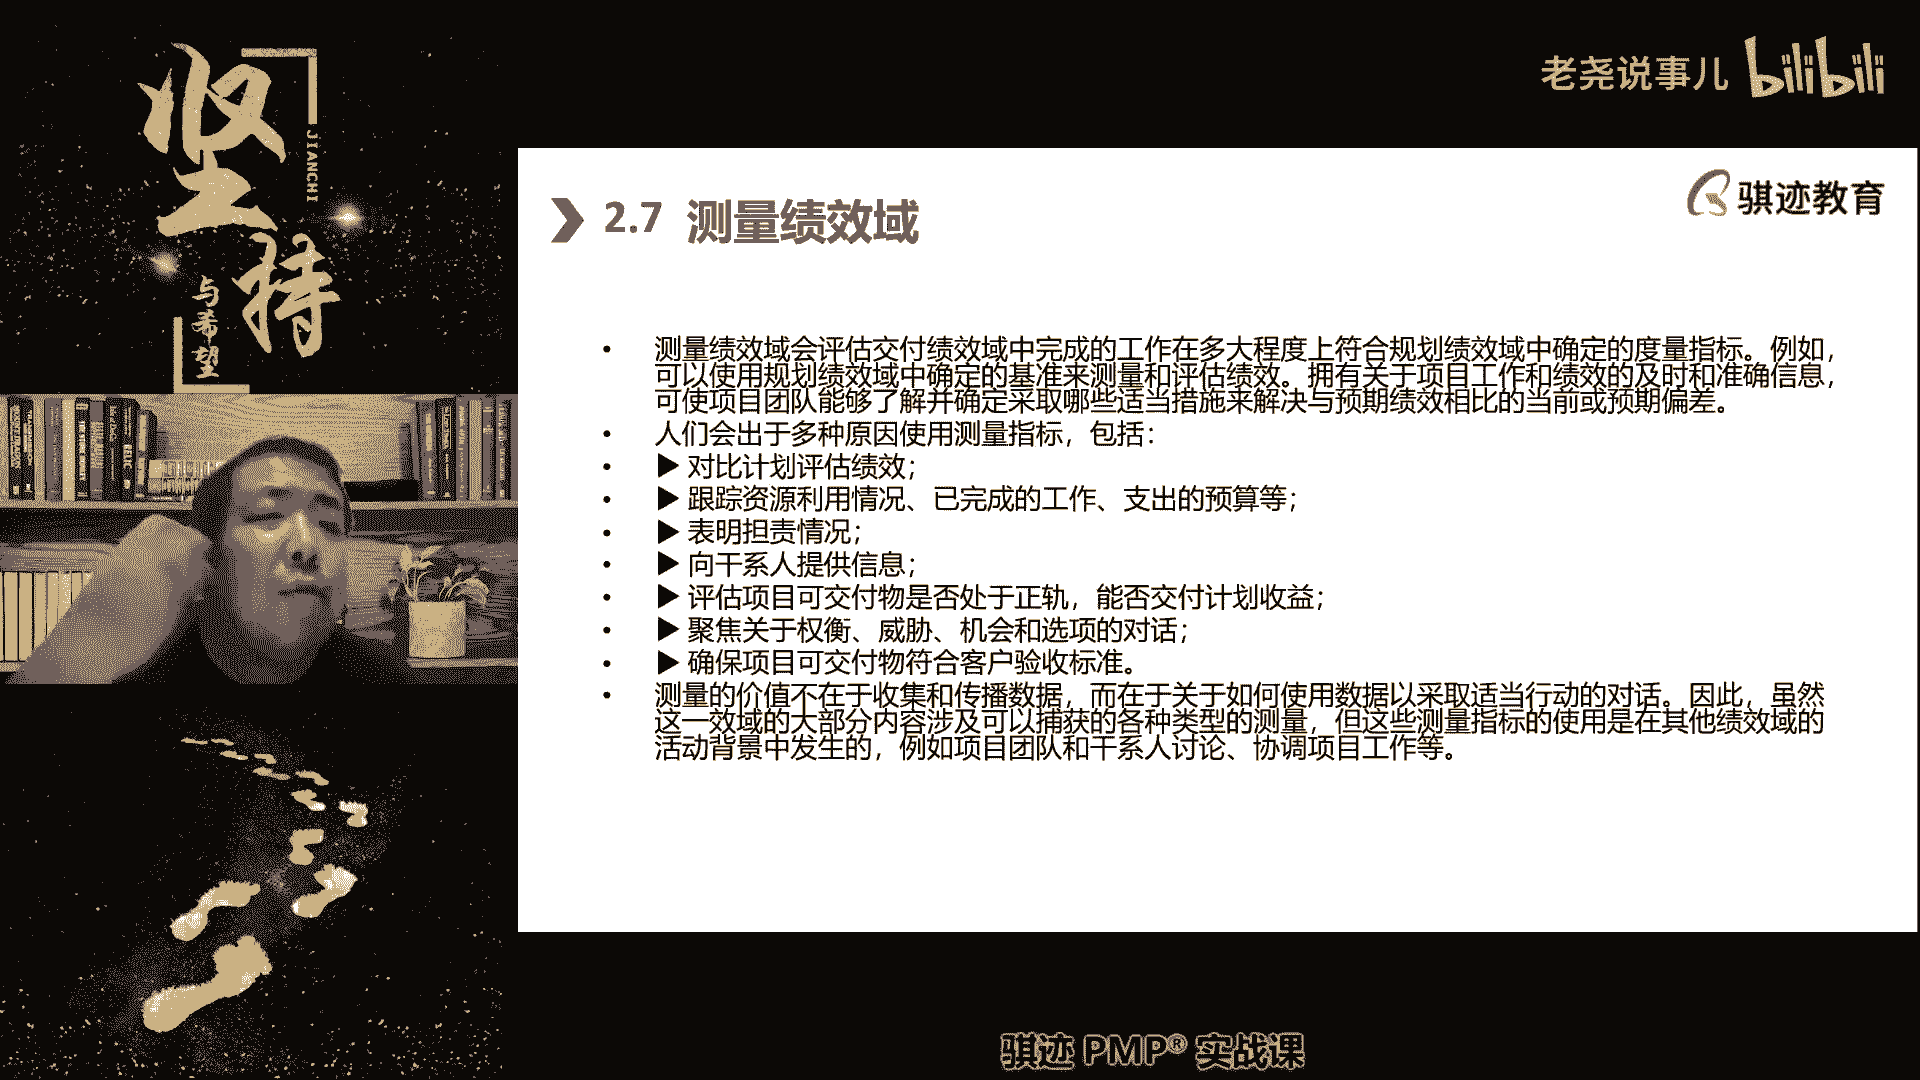 坚持
JIANCHI
与希望
老尧说事儿 bilibili
骐迹教育
2.7 测量绩效域
• 测量绩效域会评估交付绩效域中完成的工作在多大程度上符合规划绩效域中确定的度量指标。例如，
可以使用规划绩效域中确定的基准来测量和评估绩效。拥有关于项目工作和绩效的及时和准确信息，
可使项目团队能够了解并确定采取哪些适当措施来解决与预期绩效相比的当前或预期偏差。
• 人们会出于多种原因使用测量指标，包括：
• ▶ 对比计划评估绩效；
• ▶ 跟踪资源利用情况、已完成的工作、支出的预算等；
• ▶ 表明担责情况；
• ▶ 向干系人提供信息；
• ▶ 评估项目可交付物是否处于正轨，能否交付计划收益；
• ▶ 聚焦关于权衡、威胁、机会和选项的对话；
• ▶ 确保项目可交付物符合客户验收标准。
• 测量的价值不在于收集和传播数据，而在于关于如何使用数据以采取适当行动的对话。因此，虽然
这一效域的大部分内容涉及可以捕获的各种类型的测量，但这些测量指标的使用是在其他绩效域的
活动背景中发生的，例如项目团队和干系人讨论、协调项目工作等。
骐迹 PMP® 实战课